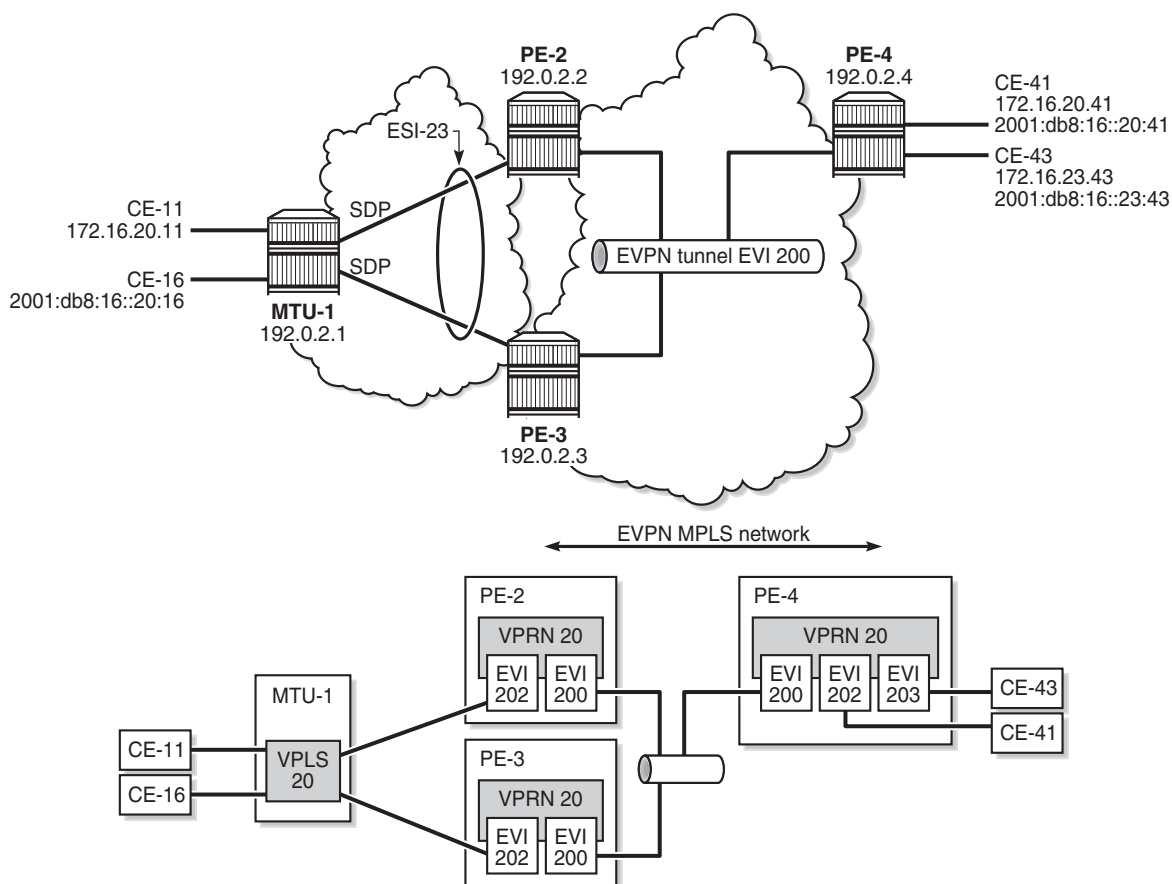 PE-2
192.0.2.2
PE-4
192.0.2.4
CE-41
172.16.20.41
2001:db8:16::20:41
CE-43
172.16.23.43
2001:db8:16::23:43
ESI-23
CE-11
172.16.20.11
SDP
EVPN tunnel EVI 200
CE-16
2001:db8:16::20:16
SDP
MTU-1
192.0.2.1
PE-3
192.0.2.3
EVPN MPLS network
PE-2
VPRN 20
EVI
202
EVI
200
PE-4
VPRN 20
EVI
200
EVI
202
EVI
203
CE-43
CE-41
MTU-1
VPLS
20
CE-11
CE-16
PE-3
VPRN 20
EVI
202
EVI
200